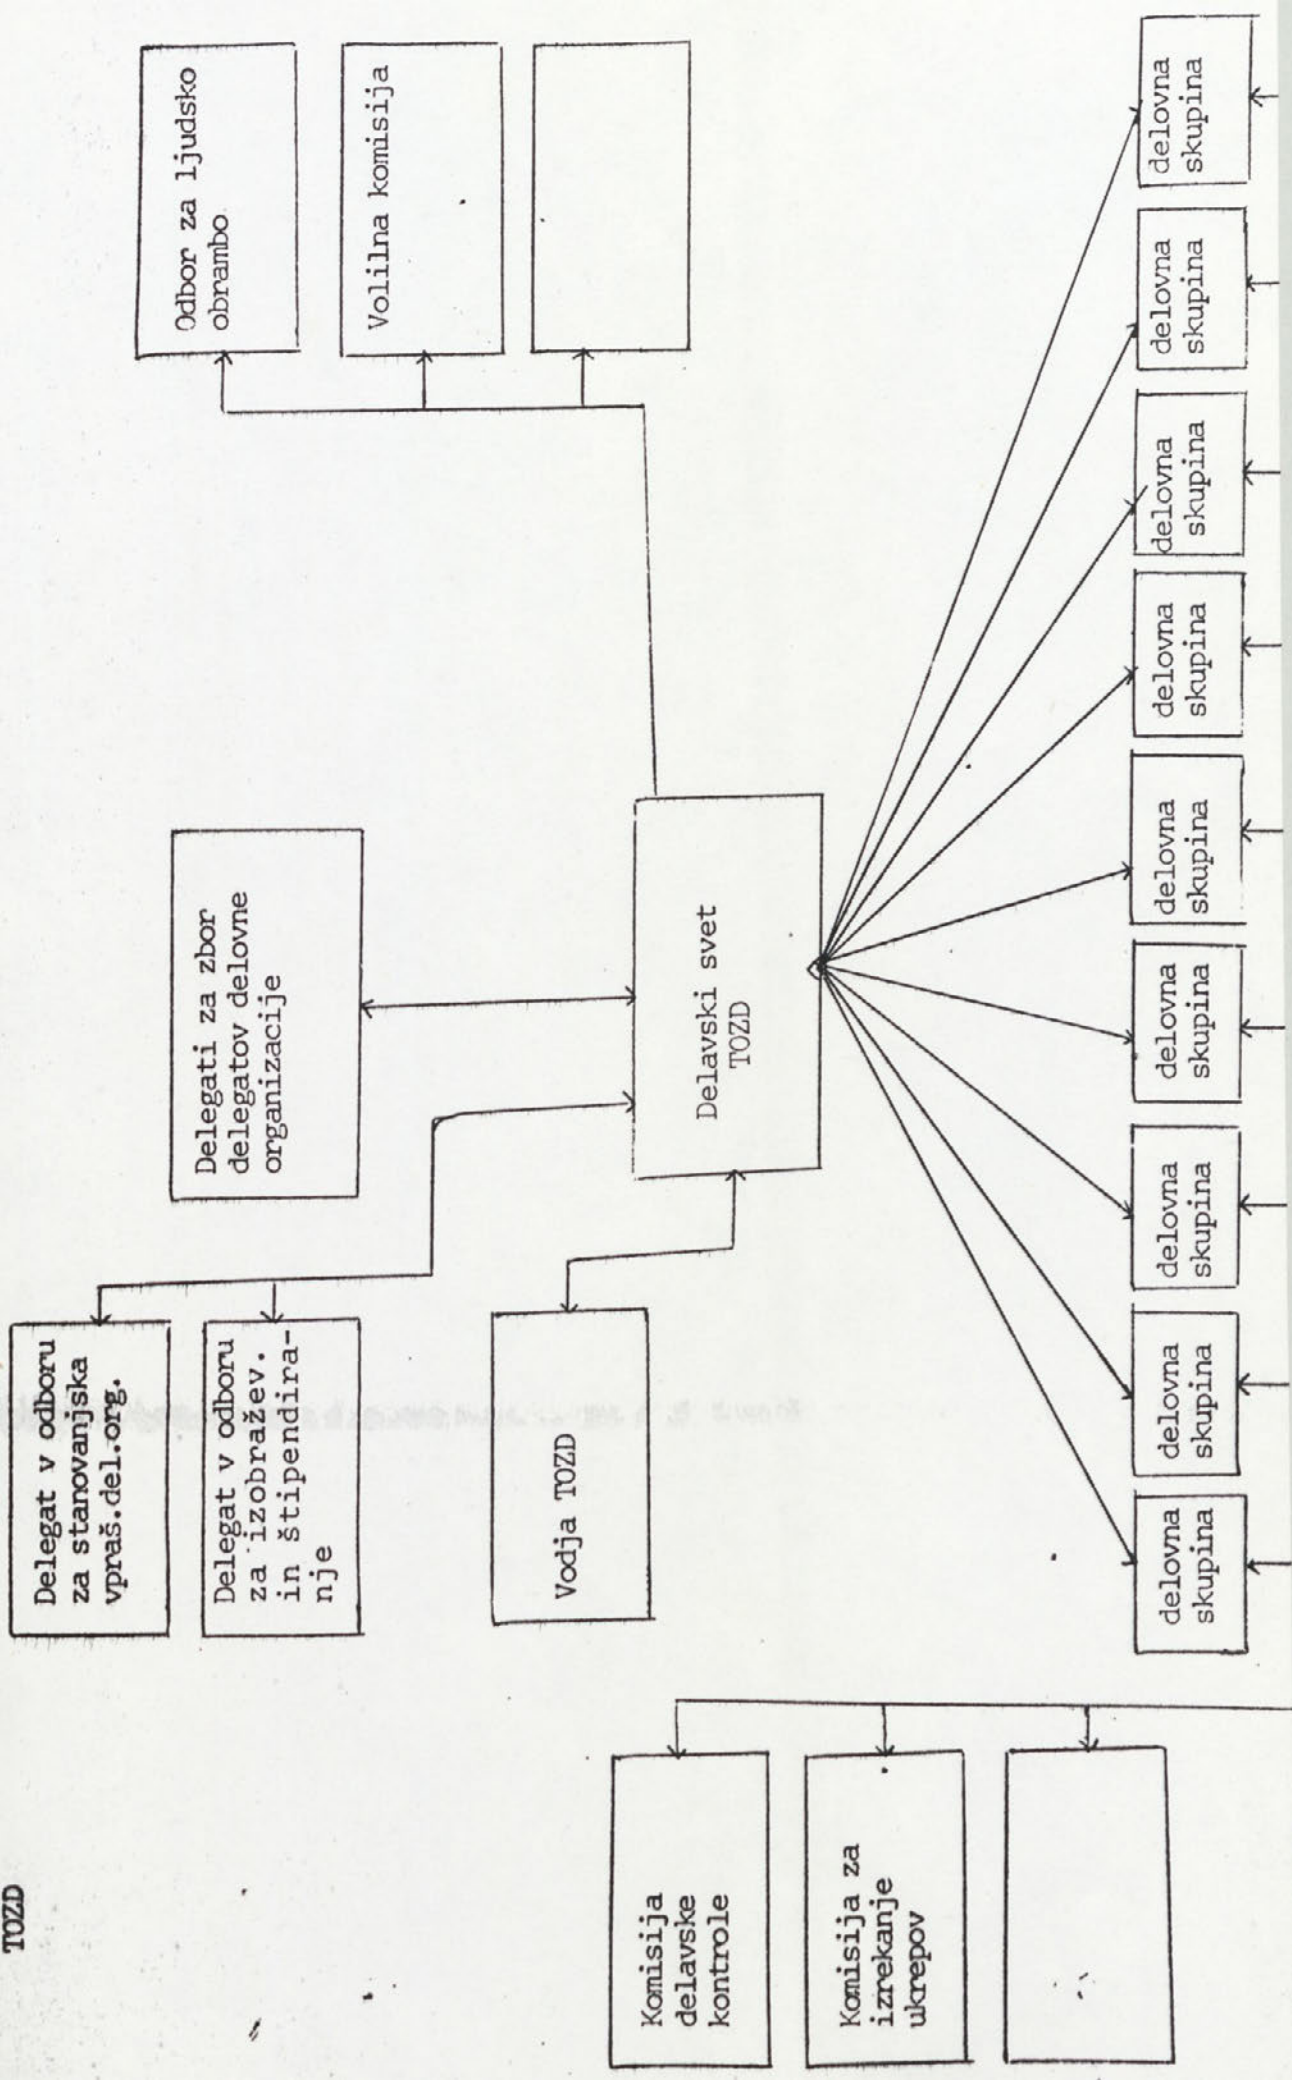 TOZD
Delegat v odboru
za stanovanjska
vpraš.del.org.
Delegat v odboru
za izobražev.
in štipendira-
nje
Delegati za zbor
delegatov delovne
organizacije
Odbor za ljudsko
obrambo
Volilna komisija
Vodja TOZD
Delavski svet
TOZD
Komisija
delavske
kontrole
Komisija za
izrekanje
ukrepov
delovna
skupina
delovna
skupina
delovna
skupina
delovna
skupina
delovna
skupina
delovna
skupina
delovna
skupina
delovna
skupina
delovna
skupina